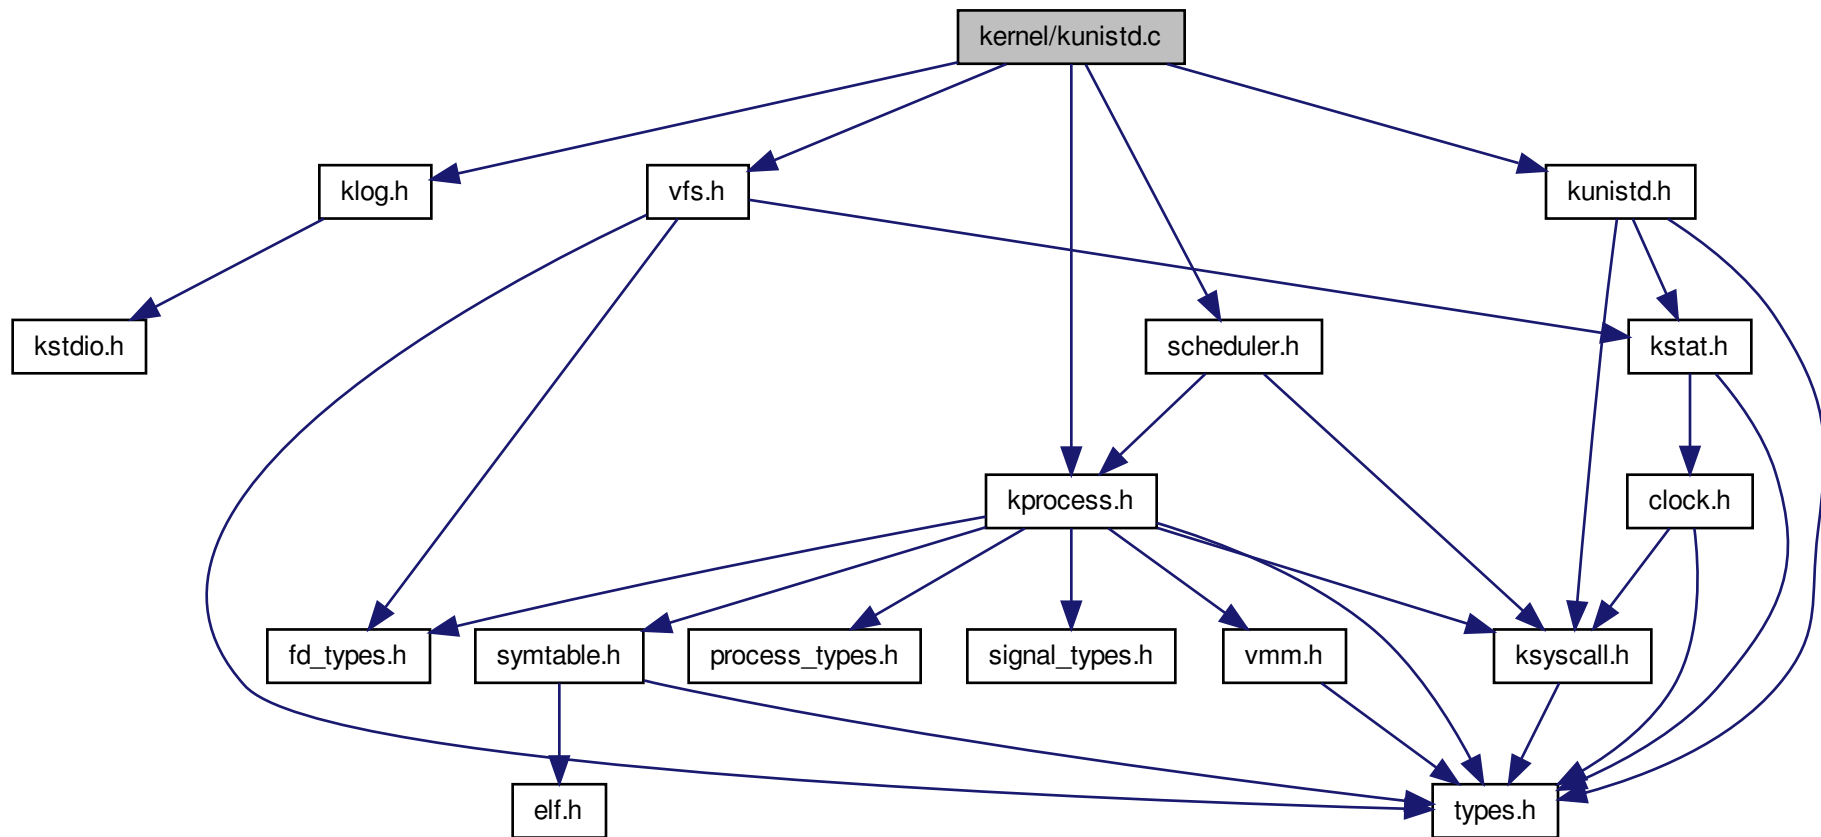 kernel/kunistd.c
klog.h
vfs.h
kunistd.h
kstdio.h
scheduler.h
kstat.h
kprocess.h
clock.h
fd_types.h
symtable.h
process_types.h
signal_types.h
vmm.h
ksyscall.h
elf.h
types.h